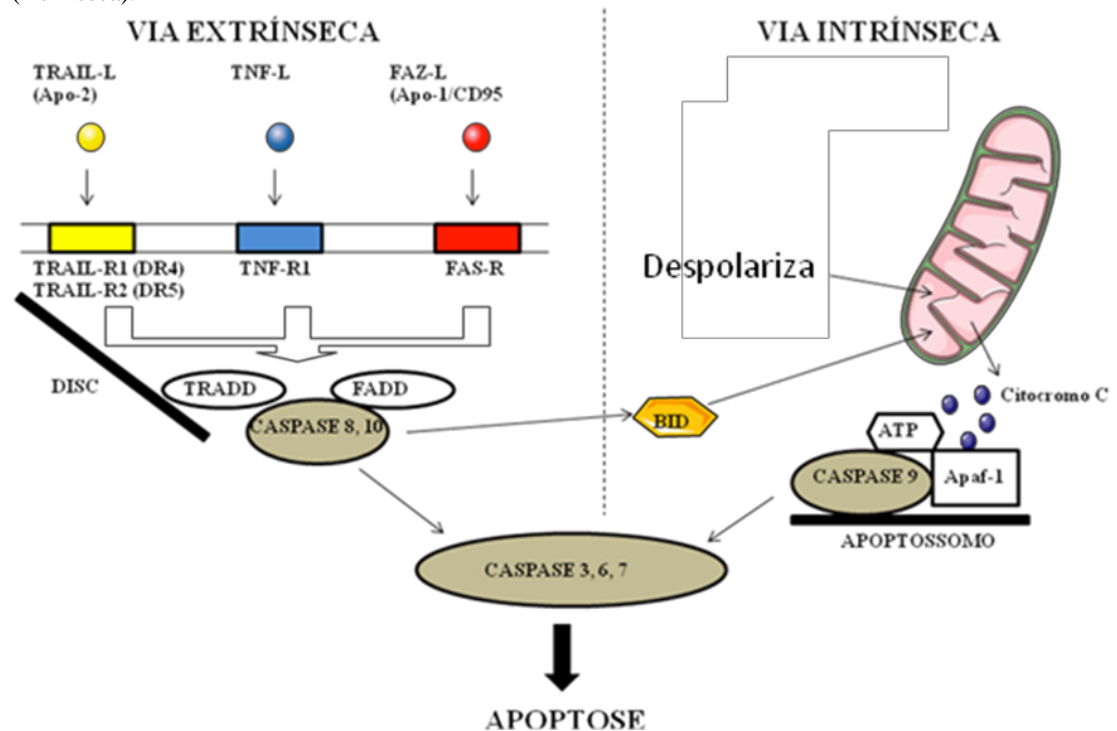 VIA EXTRÍNSECA
VIA INTRÍNSECA
TRAIL-L
(Apo-2)
TNF-L
FAZ-L
(Apo-1/CD95
TRAIL-R1 (DR4)
TRAIL-R2 (DR5)
TNF-R1
FAS-R
Despolariza
DISC
TRADD
FADD
CASPASE 8, 10
BID
Citocromo C
ATP
CASPASE 9
Apaf-1
APOPTOSSOMO
CASPASE 3, 6, 7
APOPTOSE